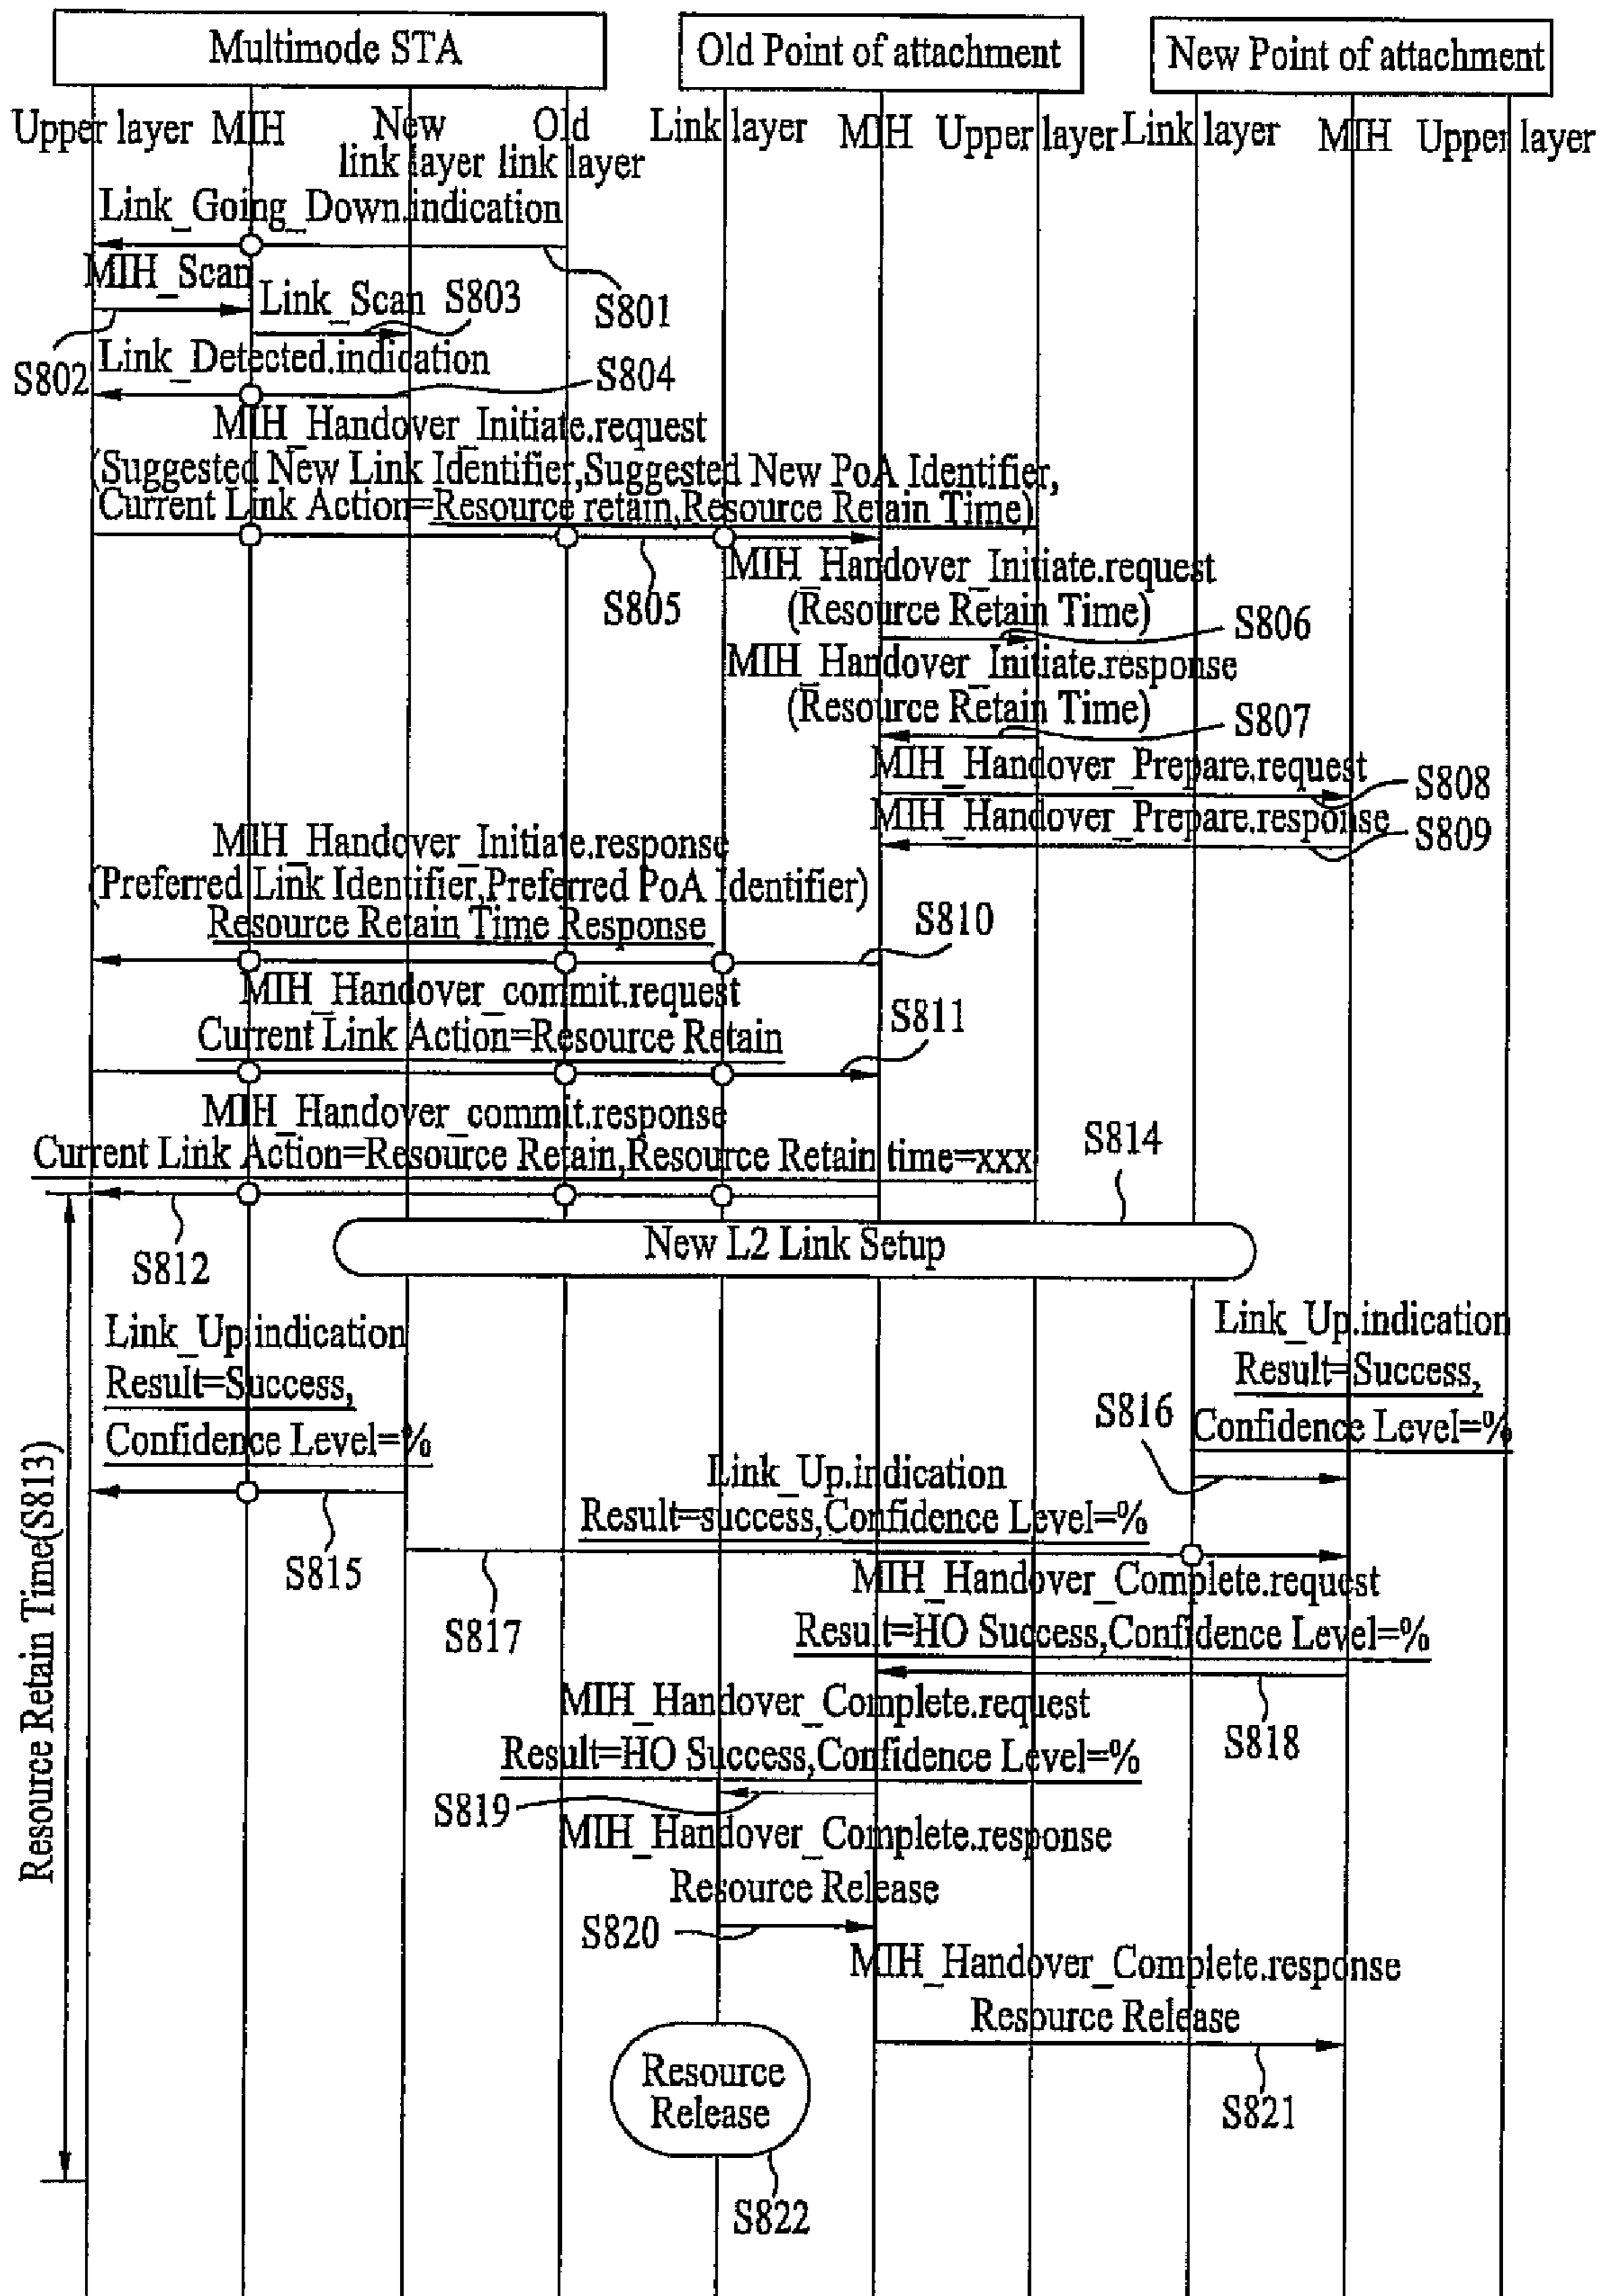 Multimode STA
Old Point of attachment
New Point of attachment
Upper layer
MIH
New
link layer
Old
link layer
Link layer
MIH
Upper layer
Link layer
MIH
Upper layer
Link_Going_Down.indication
S801
MIH_Scan
S802
Link_Scan
S803
Link_Detected.indication
S804
MIH_Handover_Initiate.request
(Suggested New Link Identifier,Suggested New PoA Identifier,
Current Link Action=Resource retain,Resource Retain Time)
S805
MIH_Handover_Initiate.request
(Resource Retain Time)
S806
MIH_Handover_Initiate.response
(Resource Retain Time)
S807
MIH_Handover_Prepare.request
S808
MIH_Handover_Prepare.response
S809
MIH_Handover_Initiate.response
(Preferred Link Identifier,Preferred PoA Identifier)
Resource Retain Time Response
S810
MIH_Handover_commit.request
Current Link Action=Resource Retain
S811
MIH_Handover_commit.response
Current Link Action=Resource Retain,Resource Retain time=xxx
S812
S814
New L2 Link Setup
Resource Retain Time(S813)
Link_Up.indication
Result=Success,
Confidence Level=%
S815
Link_Up.indication
Result=Success,
Confidence Level=%
S816
Link_Up.indication
Result=success,Confidence Level=%
S817
MIH_Handover_Complete.request
Result=HO Success,Confidence Level=%
S818
MIH_Handover_Complete.request
Result=HO Success,Confidence Level=%
S819
MIH_Handover_Complete.response
Resource Release
S820
MIH_Handover_Complete.response
Resource Release
S821
Resource
Release
S822